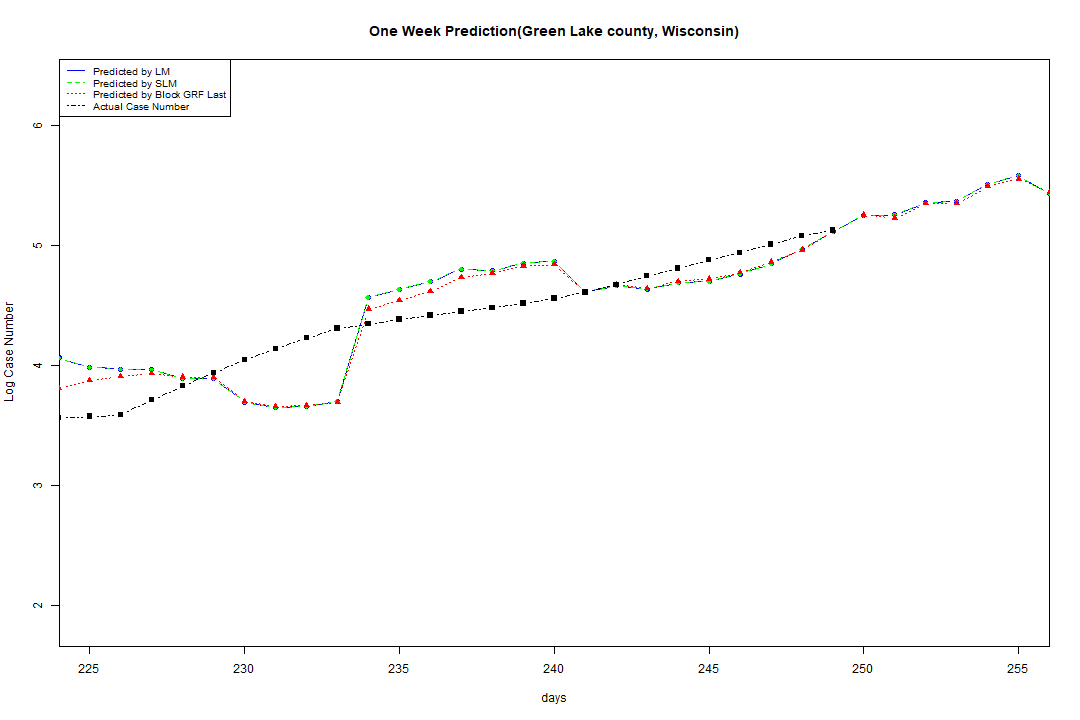 One Week Prediction(Green Lake county, Wisconsin)
Predicted by LM
Predicted by SLM
Predicted by Block GRF Last
Actual Case Number
6
5
4
3
2
Log Case Number
225 230 235 240 245 250 255
days